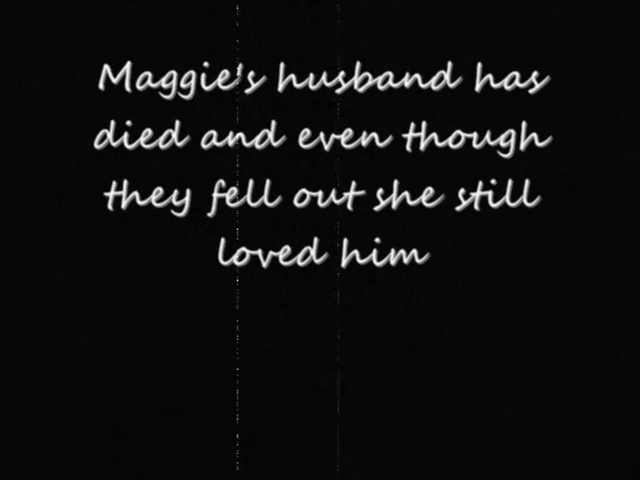 Maggie's husband has
died and even though
they fell out she still
loved him